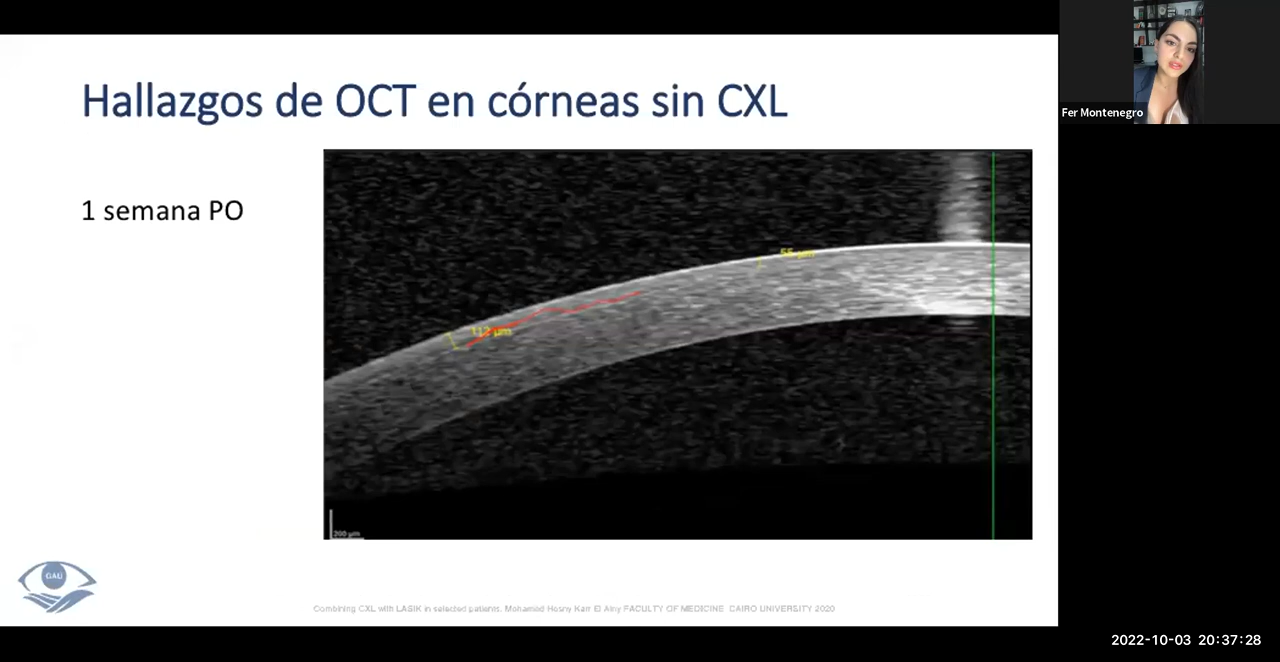 Hallazgos de OCT en córneas sin CXL
Fer Montenegro
1 semana PO
55 µm
112 µm
200 µm
GAU
Combining CXL with LASIK in selected patients. Mohamed Hosny Karr El Ainy FACULTY OF MEDICINE CAIRO UNIVERSITY 2020
2022-10-03 20:37:28